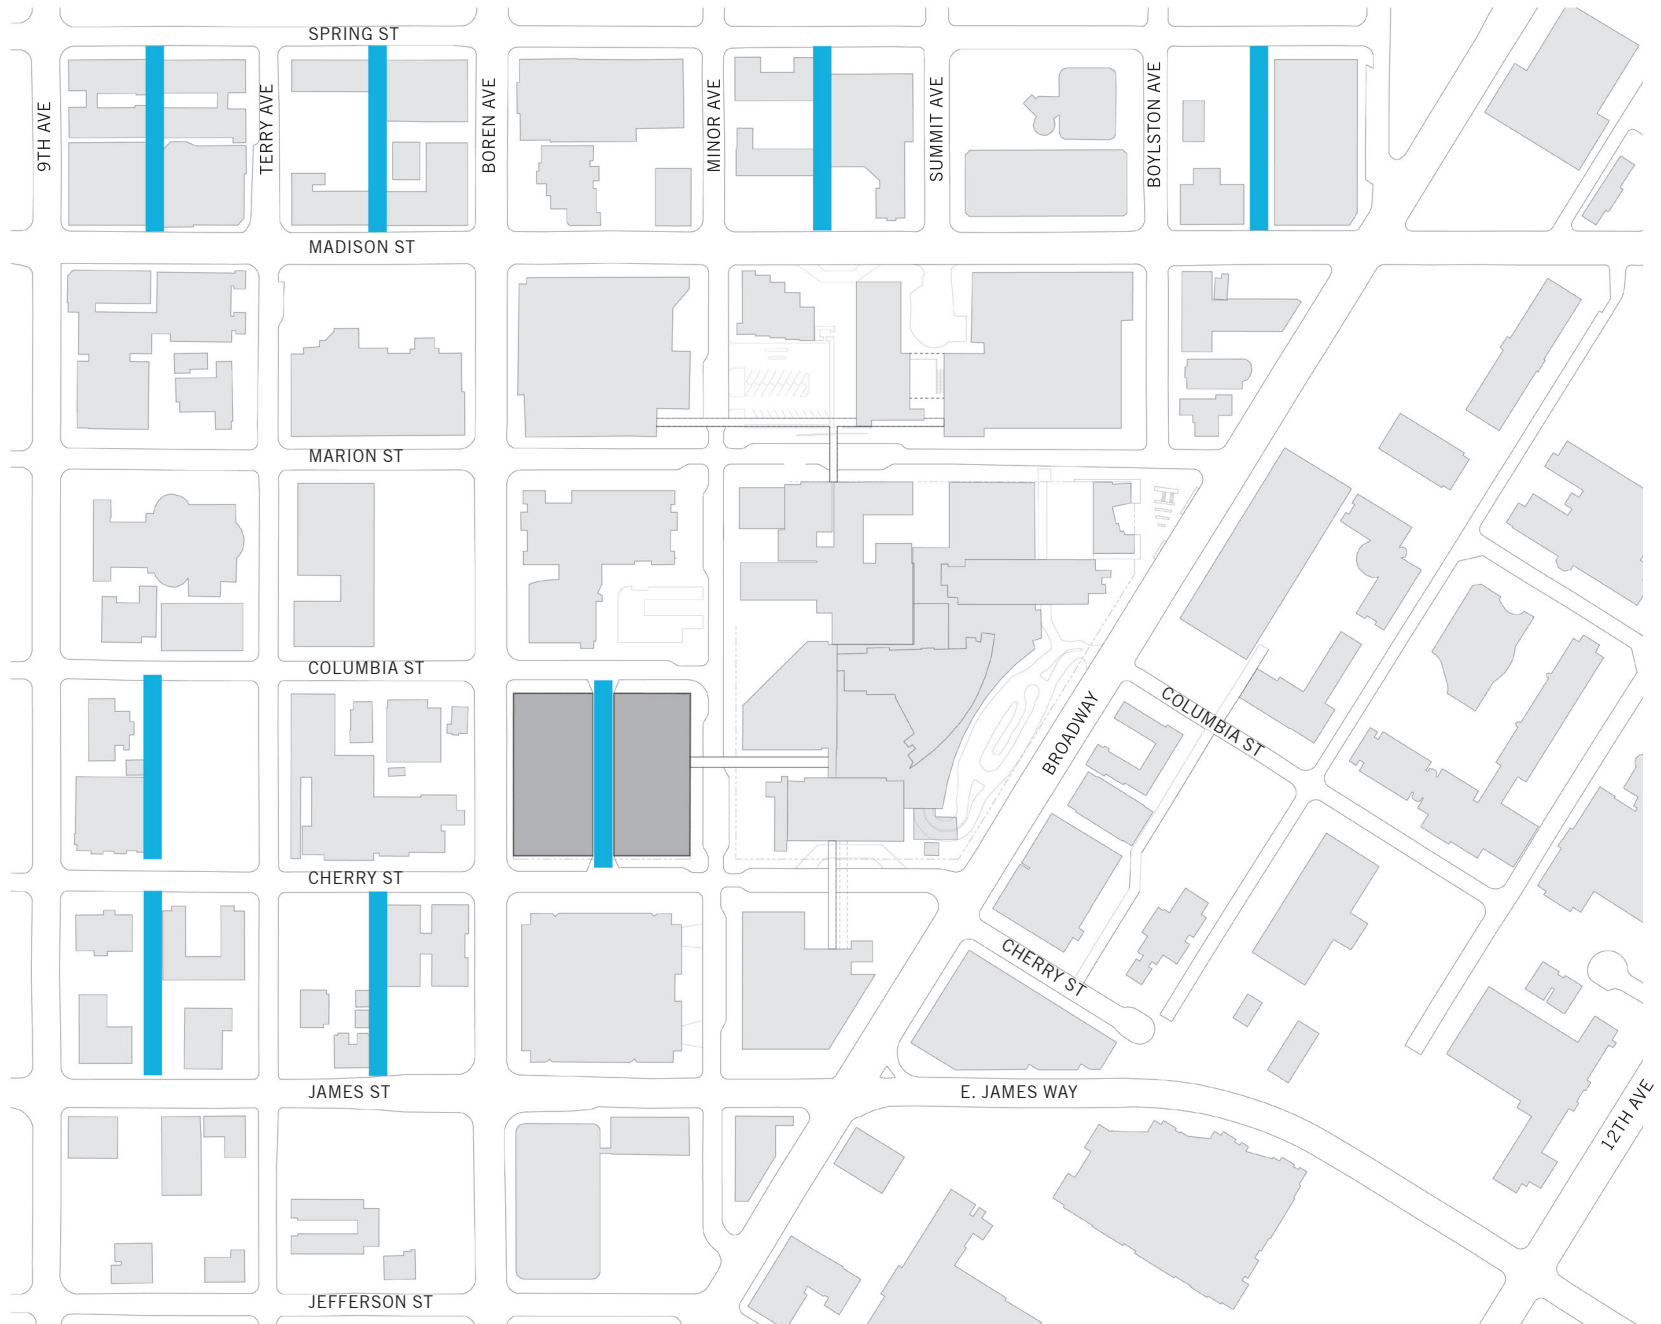 SPRING ST
9TH AVE
TERRY AVE
BOREN AVE
MINOR AVE
SUMMIT AVE
BOYLSTON AVE
MADISON ST
MARION ST
COLUMBIA ST
BROADWAY
COLUMBIA ST
CHERRY ST
CHERRY ST
JAMES ST
E. JAMES WAY
12TH AVE
JEFFERSON ST